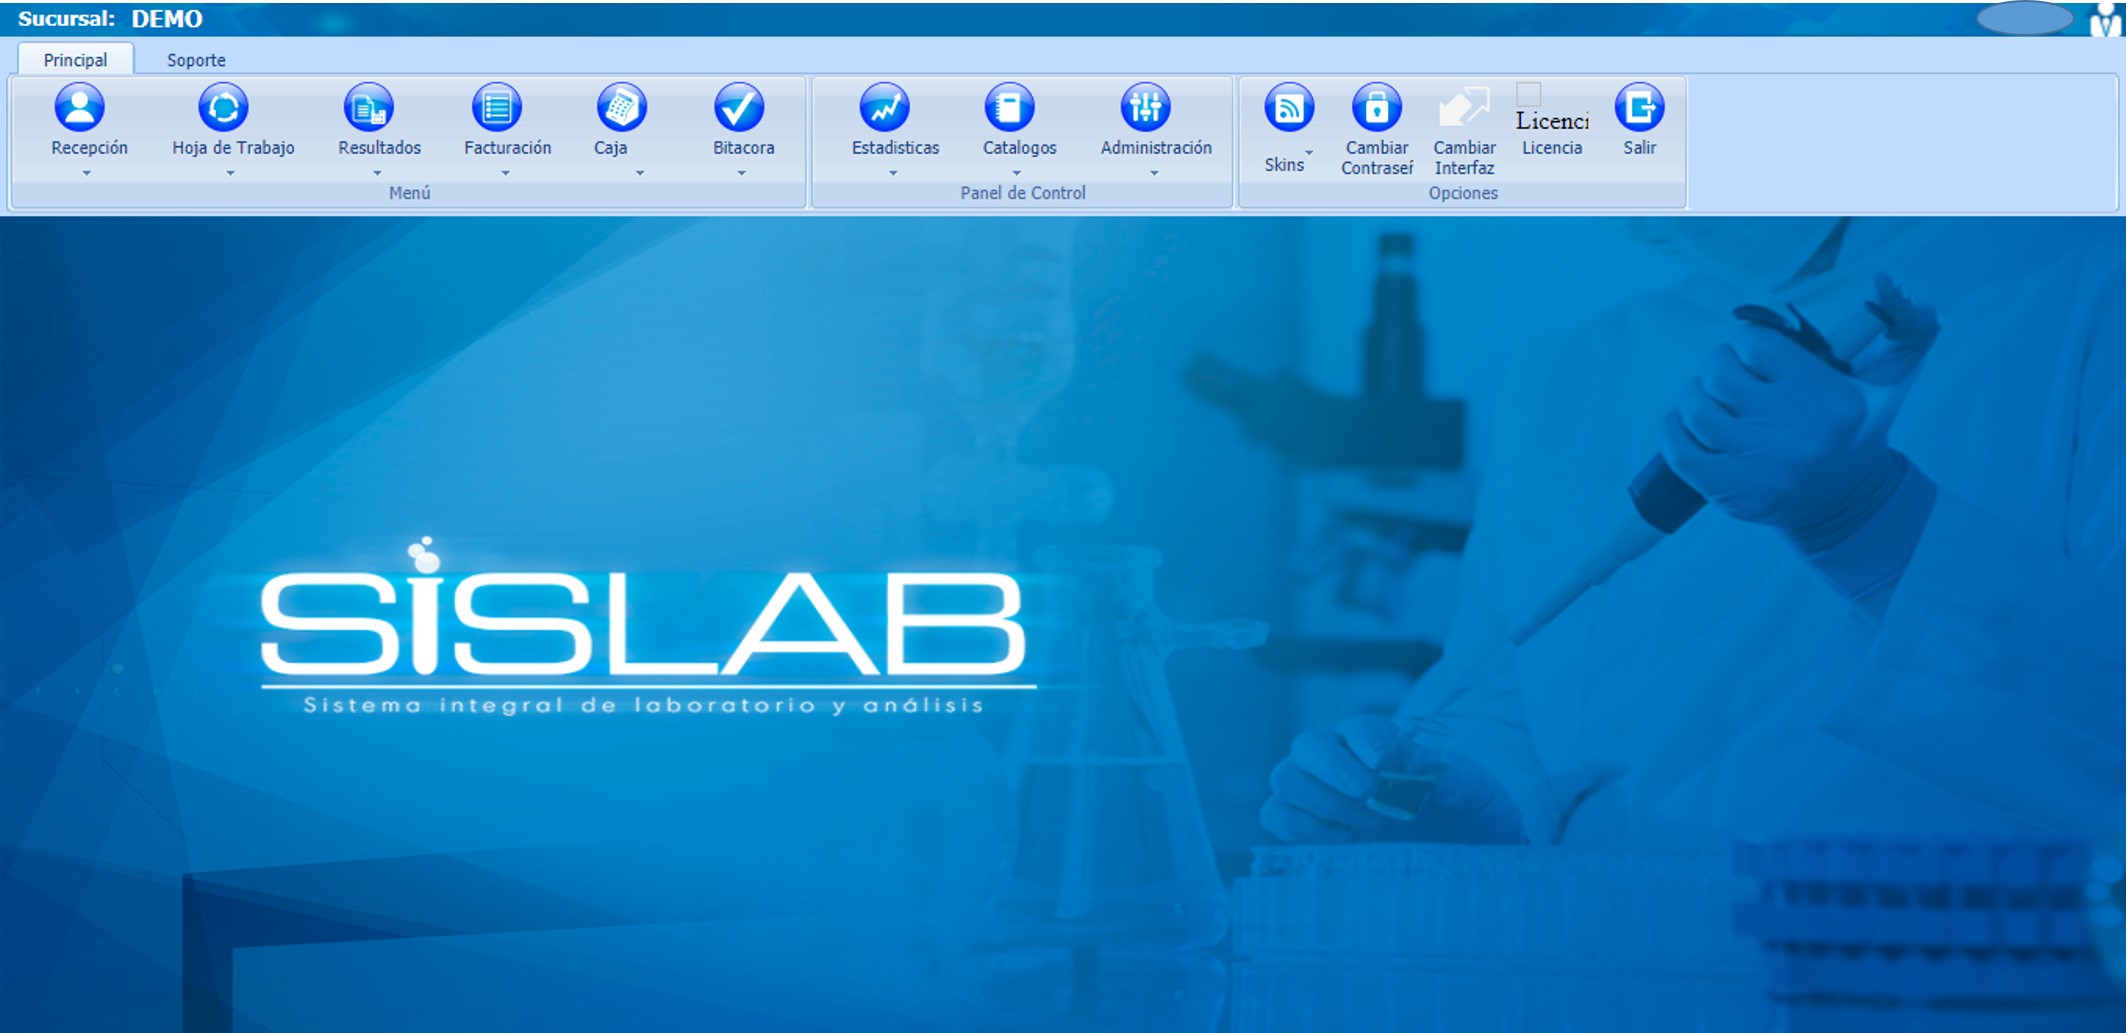 Sucursal: DEMO
Principal Soporte
Recepción Hoja de Trabajo Resultados Facturación Caja Bitacora
Menú
Estadisticas Catalogos Administración
Panel de Control
Licenci
Skins Cambiar Contraseí Cambiar Interfaz Licencia Salir
Opciones
SiSLAB
Sistema integral de laboratorio y análisis